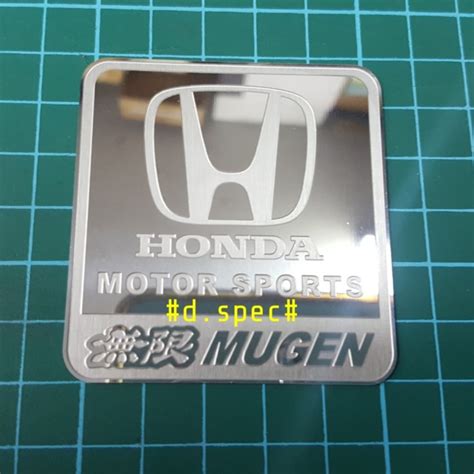 HONDA
MOTOR SPORTS
#d.spec#
無限 MUGEN